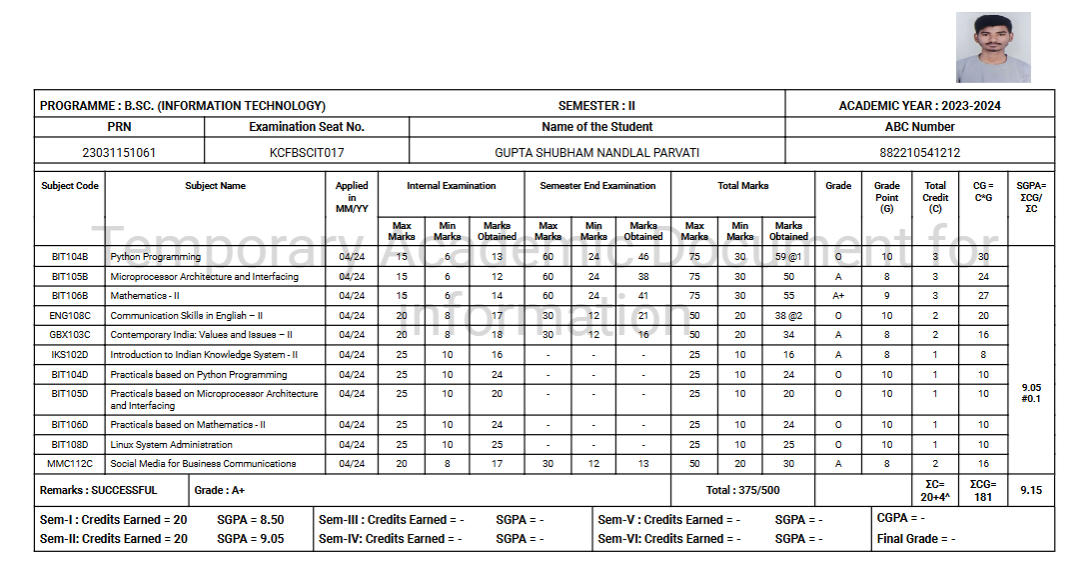 PROGRAMME : B.SC. (INFORMATION TECHNOLOGY) SEMESTER : II ACADEMIC YEAR : 2023-2024
PRN Examination Seat No. Name of the Student ABC Number
23031151061 KCFBSCIT017 GUPTA SHUBHAM NANDLAL PARVATI 882210541212
Subject Code Subject Name Applied in MM/YY Internal Examination Semester End Examination Total Marks Grade Grade Point (G) Total Credit (C) CG = C*G SGPA= ΣCG/ ΣC
Max Marks Min Marks Marks Obtained Max Marks Min Marks Marks Obtained Max Marks Min Marks Marks Obtained
Temporary Academic Document for
Information
BIT104B Python Programming 04/24 15 6 13 60 24 46 75 30 59 @1 O 10 3 30
BIT105B Microprocessor Architecture and Interfacing 04/24 15 6 12 60 24 38 75 30 50 A 8 3 24
BIT106B Mathematics - II 04/24 15 6 14 60 24 41 75 30 55 A+ 9 3 27
ENG108C Communication Skills in English – II 04/24 20 8 17 30 12 21 50 20 38 @2 O 10 2 20
GBX103C Contemporary India: Values and Issues – II 04/24 20 8 18 30 12 16 50 20 34 A 8 2 16
IKS102D Introduction to Indian Knowledge System - II 04/24 25 10 16 - - - 25 10 16 A 8 1 8
BIT104D Practicals based on Python Programming 04/24 25 10 24 - - - 25 10 24 O 10 1 10
BIT105D Practicals based on Microprocessor Architecture and Interfacing 04/24 25 10 20 - - - 25 10 20 O 10 1 10
9.05
#0.1
BIT106D Practicals based on Mathematics - II 04/24 25 10 24 - - - 25 10 24 O 10 1 10
BIT108D Linux System Administration 04/24 25 10 25 - - - 25 10 25 O 10 1 10
MMC112C Social Media for Business Communications 04/24 20 8 17 30 12 13 50 20 30 A 8 2 16
Remarks : SUCCESSFUL Grade : A+ Total : 375/500 ΣC= 20+4^ ΣCG= 181 9.15
Sem-I : Credits Earned = 20 SGPA = 8.50 Sem-III : Credits Earned = - SGPA = - Sem-V : Credits Earned = - SGPA = - CGPA = -
Sem-II: Credits Earned = 20 SGPA = 9.05 Sem-IV: Credits Earned = - SGPA = - Sem-VI: Credits Earned = - SGPA = - Final Grade = -